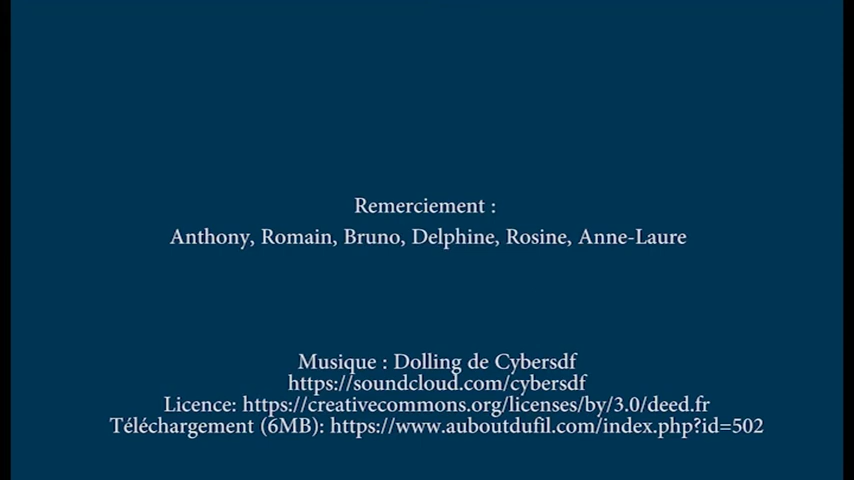 Remerciement :
Anthony, Romain, Bruno, Delphine, Rosine, Anne-Laure
Musique : Dolling de Cybersdf
https://soundcloud.com/cybersdf
Licence: https://creativecommons.org/licenses/by/3.0/deed.fr
Téléchargement (6MB): https://www.auboutdufil.com/index.php?id=502